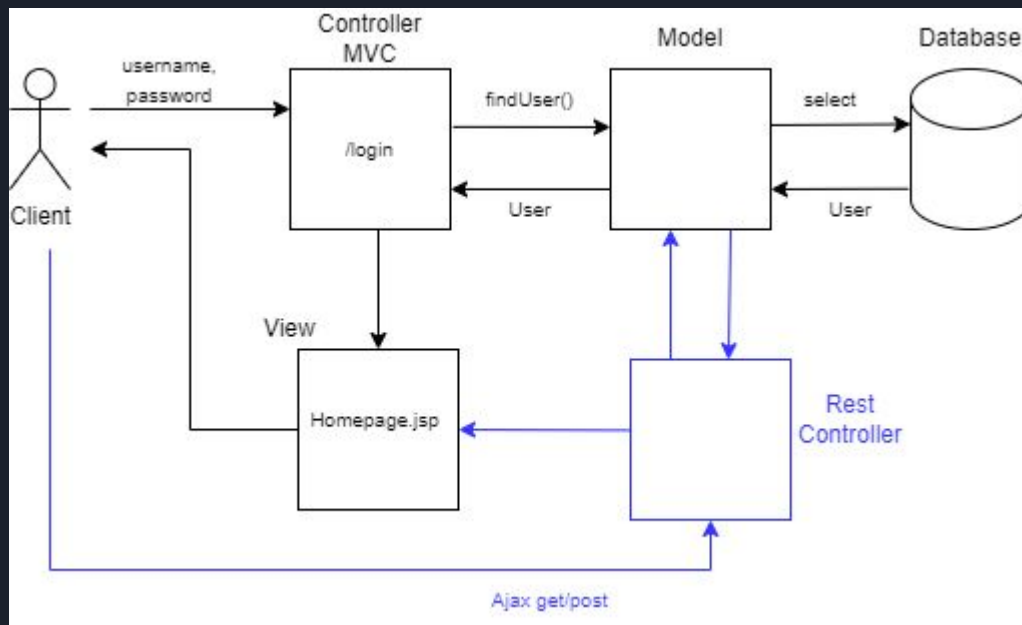 Controller
MVC
Model
Database
username,
password
findUser()
select
/login
User
User
Client
View
Homepage.jsp
Rest
Controller
Ajax get/post